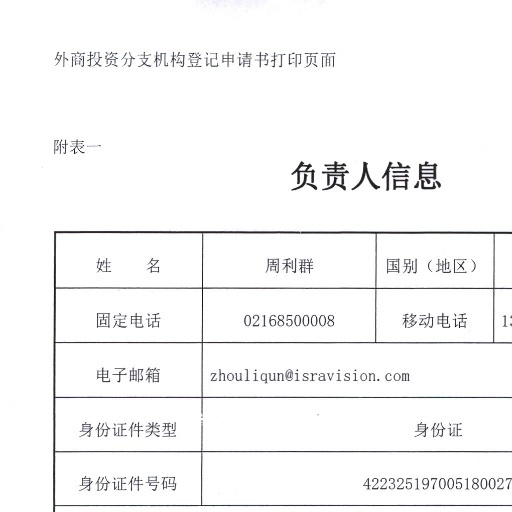 外商投资分支机构登记申请书打印页面
附表一
负责人信息
姓 名 周利群 国别（地区）
固定电话 02168500008 移动电话 13
电子邮箱 zhouliqun@isravision.com
身份证件类型 身份证
身份证件号码 422325197005180027